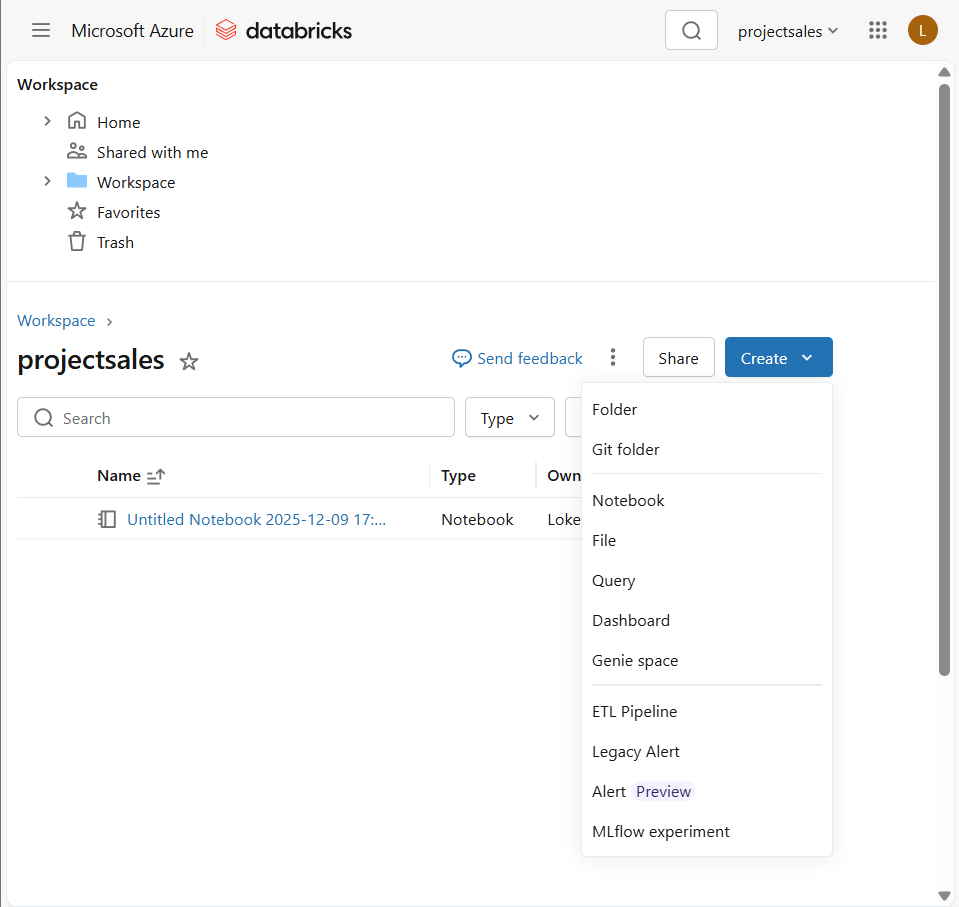 Microsoft Azure databricks projectsales L
Workspace
Home
Shared with me
Workspace
Favorites
Trash
Workspace
projectsales
Send feedback Share Create
Search Type
Name Type Own
Untitled Notebook 2025-12-09 17:... Notebook Loke
Folder
Git folder
Notebook
File
Query
Dashboard
Genie space
ETL Pipeline
Legacy Alert
Alert Preview
MLflow experiment